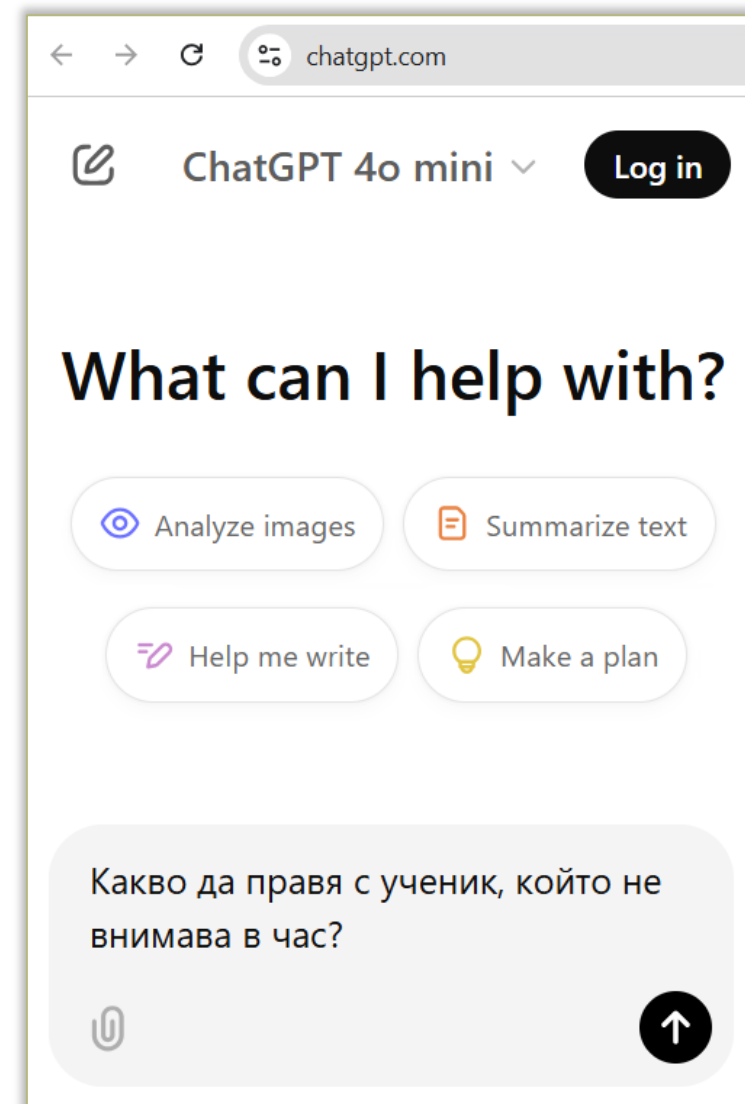 chatgpt.com
ChatGPT 4o mini
Log in
What can I help with?
Analyze images
Summarize text
Help me write
Make a plan
Какво да правя с ученик, който не
внимава в час?